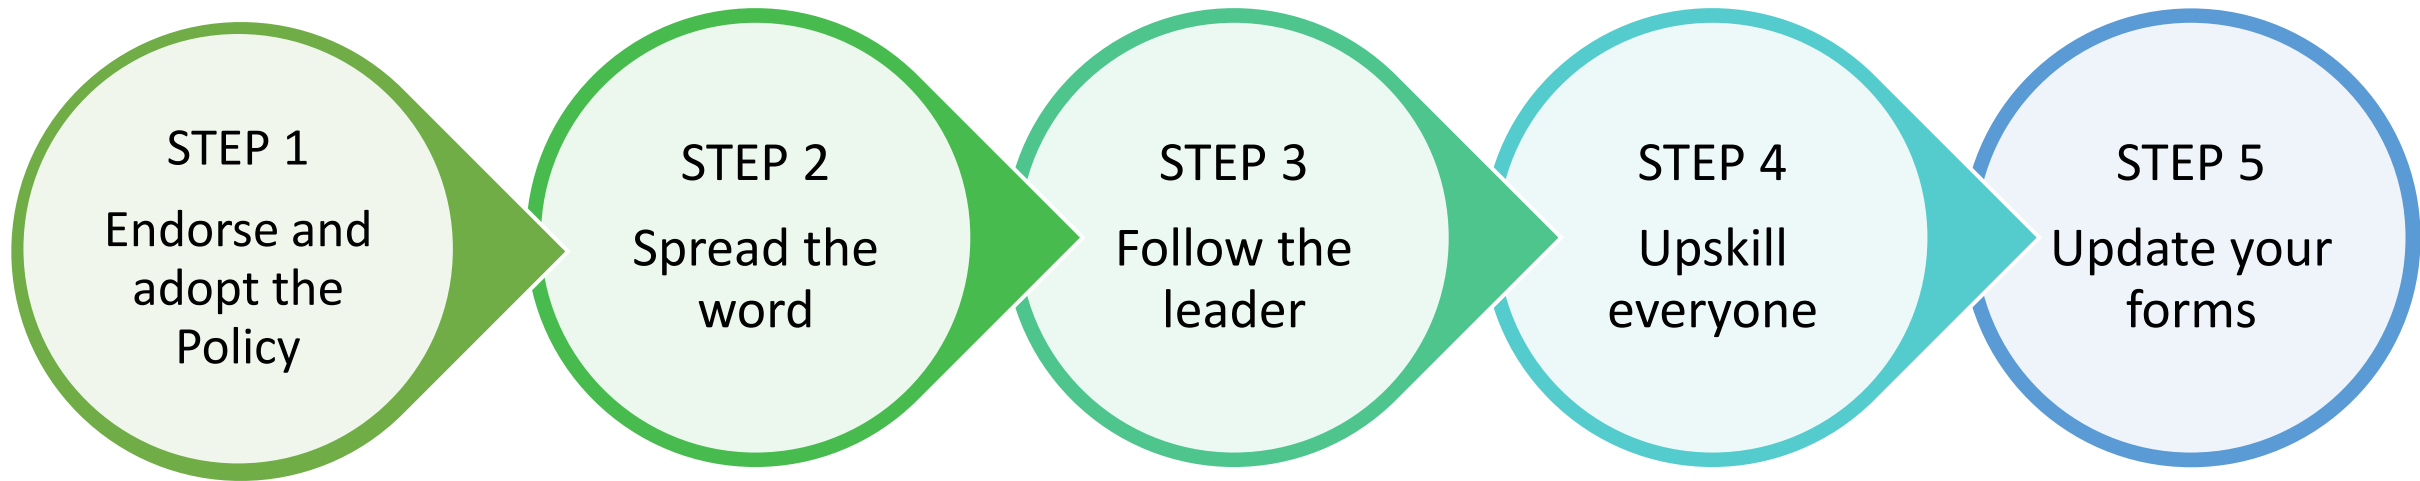 STEP 1
Endorse and
adopt the
Policy
STEP 2
Spread the
word
STEP 3
Follow the
leader
STEP 4
Upskill
everyone
STEP 5
Update your
forms